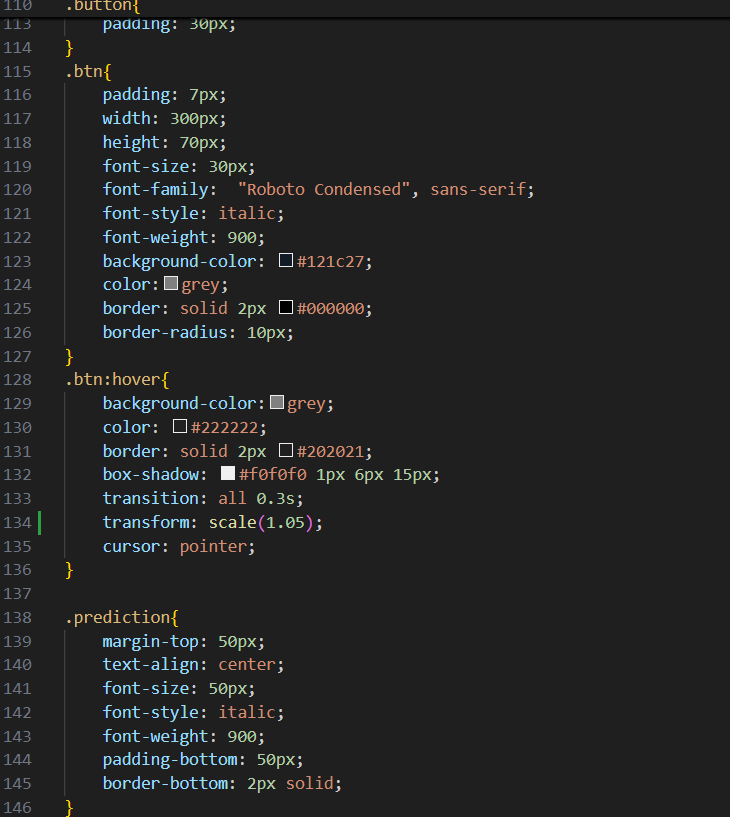 110 .button{
113 padding: 30px;
114 }
115 .btn{
116 padding: 7px;
117 width: 300px;
118 height: 70px;
119 font-size: 30px;
120 font-family:  "Roboto Condensed", sans-serif;
121 font-style: italic;
122 font-weight: 900;
123 background-color: #121c27;
124 color:grey;
125 border: solid 2px #000000;
126 border-radius: 10px;
127 }
128 .btn:hover{
129 background-color:grey;
130 color: #222222;
131 border: solid 2px #202021;
132 box-shadow: #f0f0f0 1px 6px 15px;
133 transition: all 0.3s;
134 transform: scale(1.05);
135 cursor: pointer;
136 }
137
138 .prediction{
139 margin-top: 50px;
140 text-align: center;
141 font-size: 50px;
142 font-style: italic;
143 font-weight: 900;
144 padding-bottom: 50px;
145 border-bottom: 2px solid;
146 }